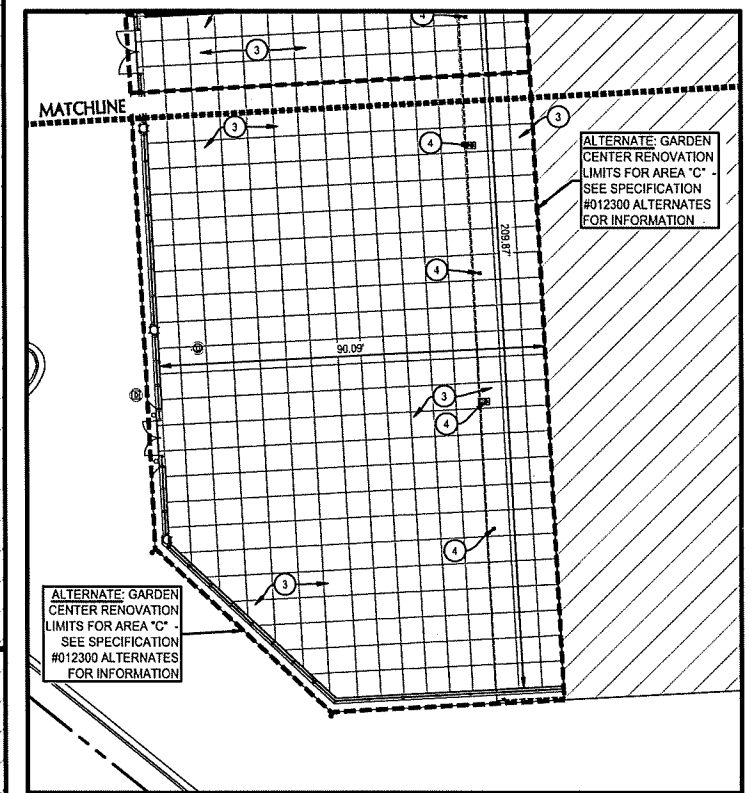 4
3
MATCHLINE
3
3
4
ALTERNATE: GARDEN
CENTER RENOVATION
LIMITS FOR AREA "C" -
SEE SPECIFICATION
#012300 ALTERNATES
FOR INFORMATION
209.87'
4
90.09'
D
D
3
4
4
3
ALTERNATE: GARDEN
CENTER RENOVATION
LIMITS FOR AREA "C" -
SEE SPECIFICATION
#012300 ALTERNATES
FOR INFORMATION